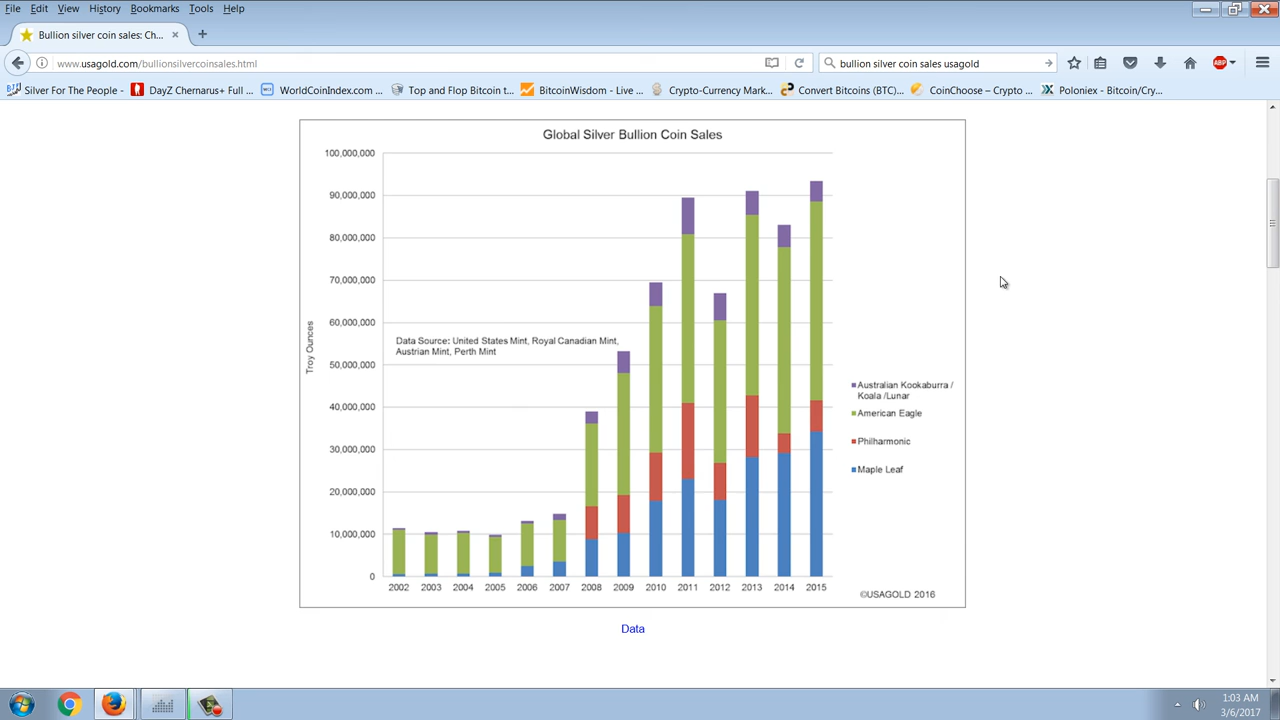 File Edit View History Bookmarks Tools Help
Bullion silver coin sales: Ch...
www.usagold.com/bullionsilvercoinsales.html
bullion silver coin sales usagold
Silver For The People - ...
DayZ Chernarus+ Full ...
WorldCoinIndex.com ...
Top and Flop Bitcoin t...
BitcoinWisdom - Live ...
Crypto-Currency Mark...
Convert Bitcoins (BTC)...
CoinChoose – Crypto ...
Poloniex - Bitcoin/Cry...
ABP
Global Silver Bullion Coin Sales
100,000,000
90,000,000
80,000,000
70,000,000
60,000,000
50,000,000
40,000,000
30,000,000
20,000,000
10,000,000
0
Troy Ounces
Data Source: United States Mint, Royal Canadian Mint,
Austrian Mint, Perth Mint
Australian Kookaburra /
Koala /Lunar
American Eagle
Philharmonic
Maple Leaf
2002 2003 2004 2005 2006 2007 2008 2009 2010 2011 2012 2013 2014 2015
©USAGOLD 2016
Data
1:03 AM
3/6/2017